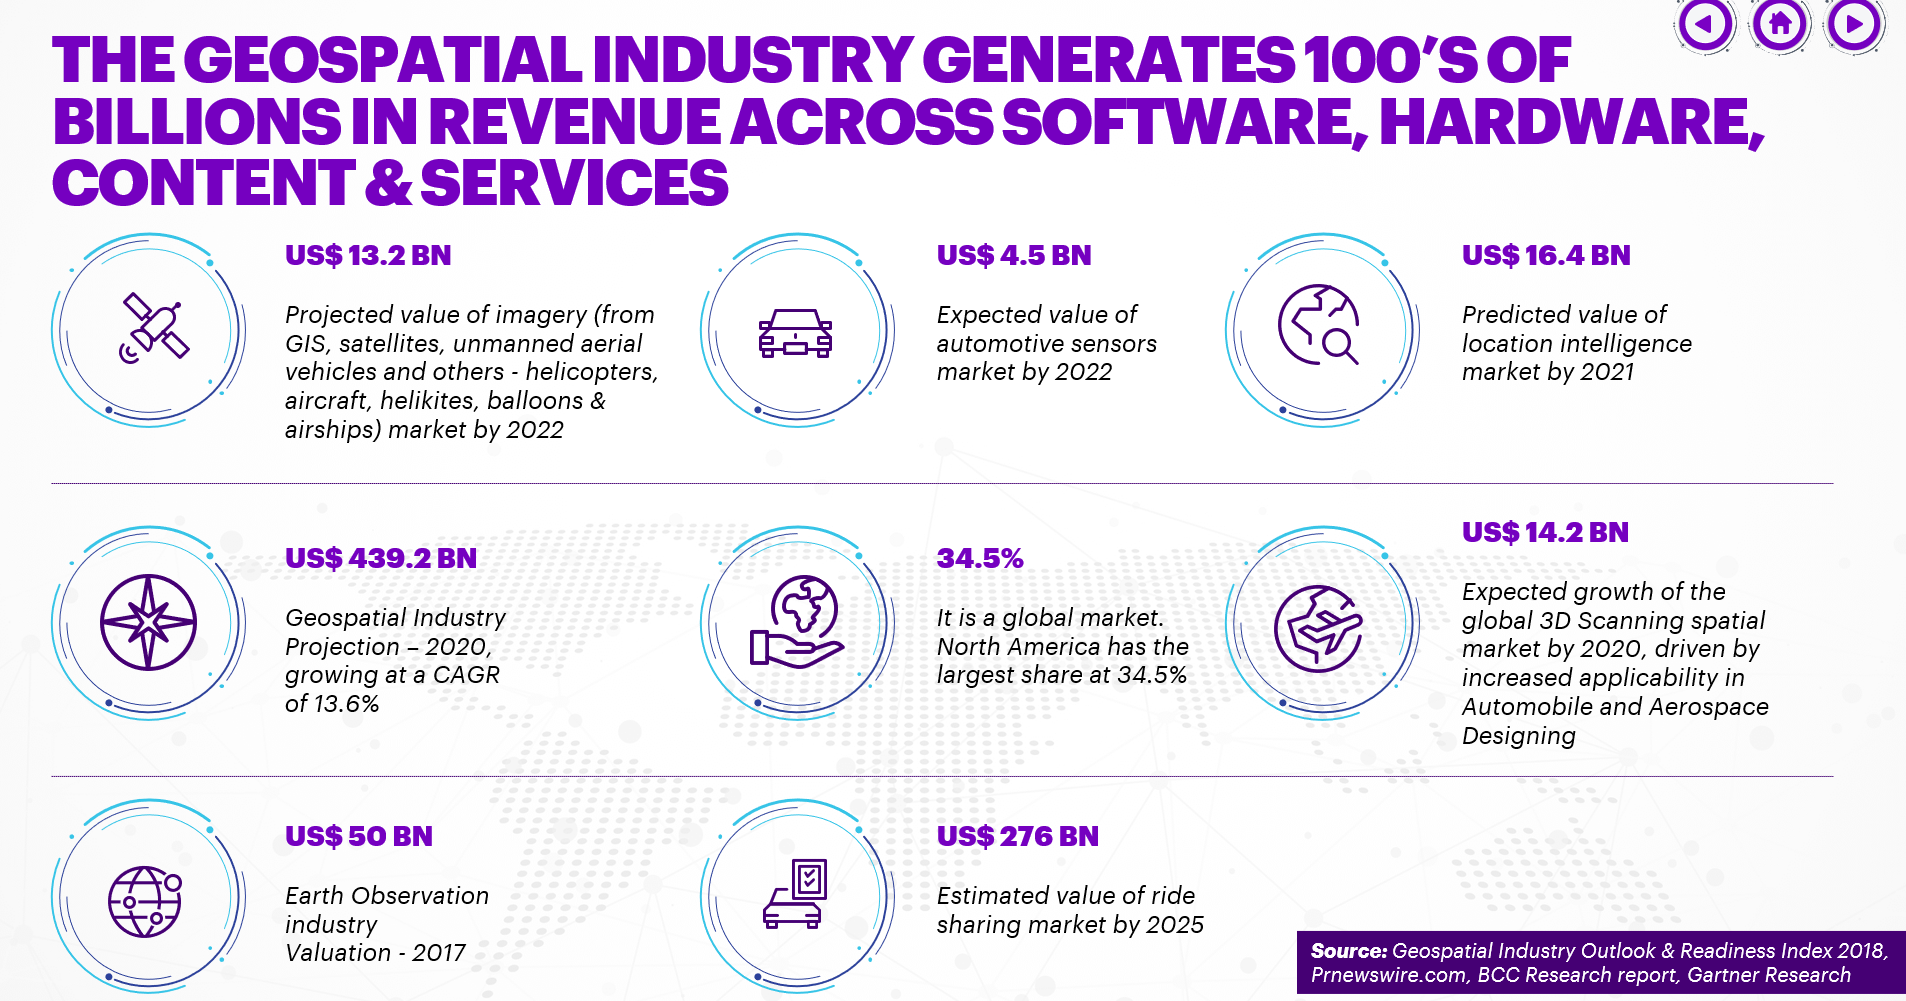 THE GEOSPATIAL INDUSTRY GENERATES 100’S OF
BILLIONS IN REVENUE ACROSS SOFTWARE, HARDWARE,
CONTENT & SERVICES
US$ 13.2 BN
Projected value of imagery (from
GIS, satellites, unmanned aerial
vehicles and others - helicopters,
aircraft, helikites, balloons &
airships) market by 2022
US$ 4.5 BN
Expected value of
automotive sensors
market by 2022
US$ 16.4 BN
Predicted value of
location intelligence
market by 2021
US$ 439.2 BN
Geospatial Industry
Projection – 2020,
growing at a CAGR
of 13.6%
34.5%
It is a global market.
North America has the
largest share at 34.5%
US$ 14.2 BN
Expected growth of the
global 3D Scanning spatial
market by 2020, driven by
increased applicability in
Automobile and Aerospace
Designing
US$ 50 BN
Earth Observation
industry
Valuation - 2017
US$ 276 BN
Estimated value of ride
sharing market by 2025
Source: Geospatial Industry Outlook & Readiness Index 2018,
Prnewswire.com, BCC Research report, Gartner Research